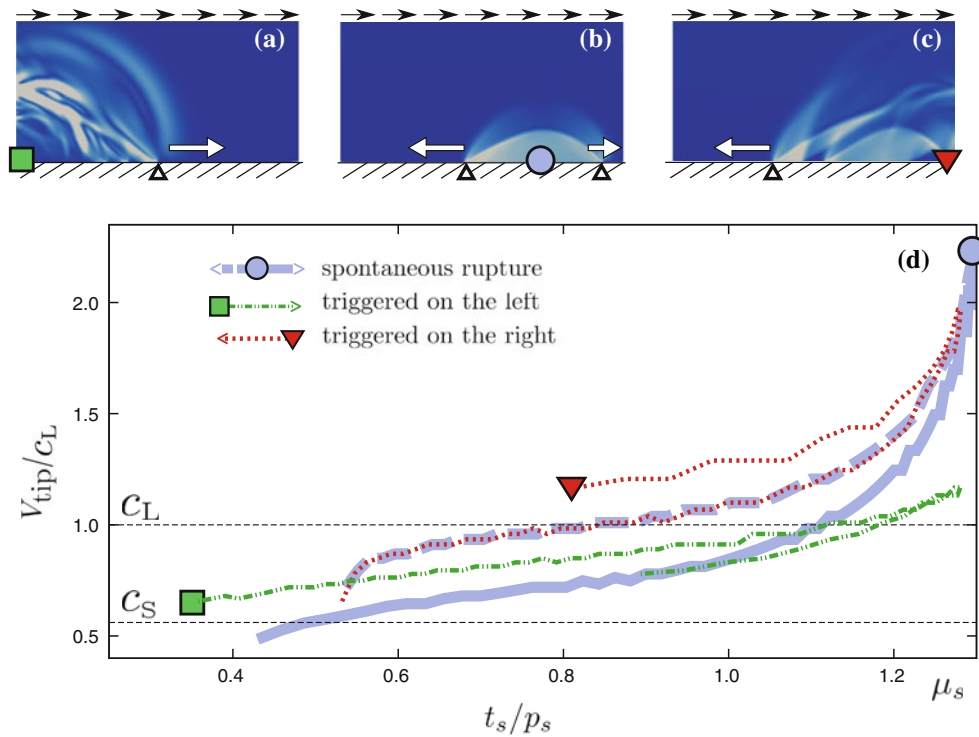 (a) (b) (c)
(d)
spontaneous rupture
triggered on the left
triggered on the right
V_tip/c_L
2.0
1.5
c_L 1.0
c_S
0.5
0.4 0.6 0.8 1.0 1.2 μ_s
t_s/p_s